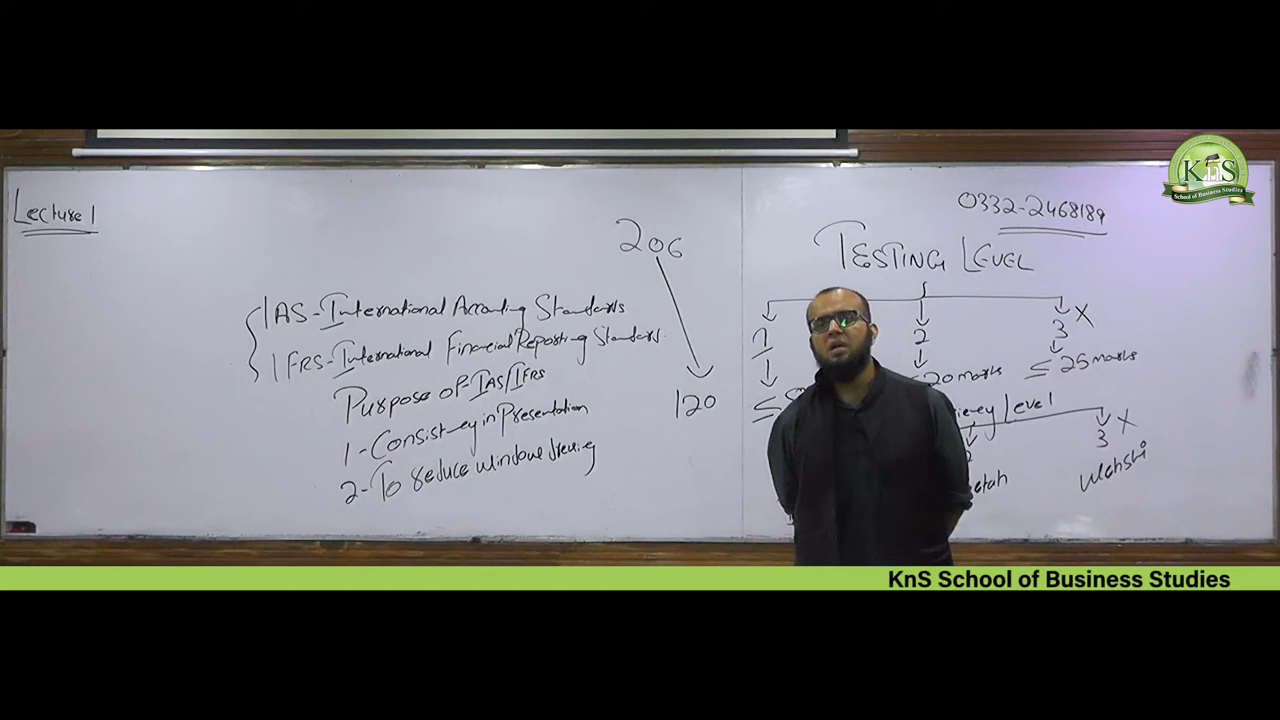 Lecture 1
IAS-International Accounting Standards
IFRS-International Financial Reporting Standards.
Purpose of IAS/IFRS
1-Consistency in Presentation
2-To reduce window dressing
206
120
0332-2468189
TESTING LEVEL
1
2
3 X
20 marks
≤ 25 marks
Level
3 X
KnS
School of Business Studies
KnS School of Business Studies